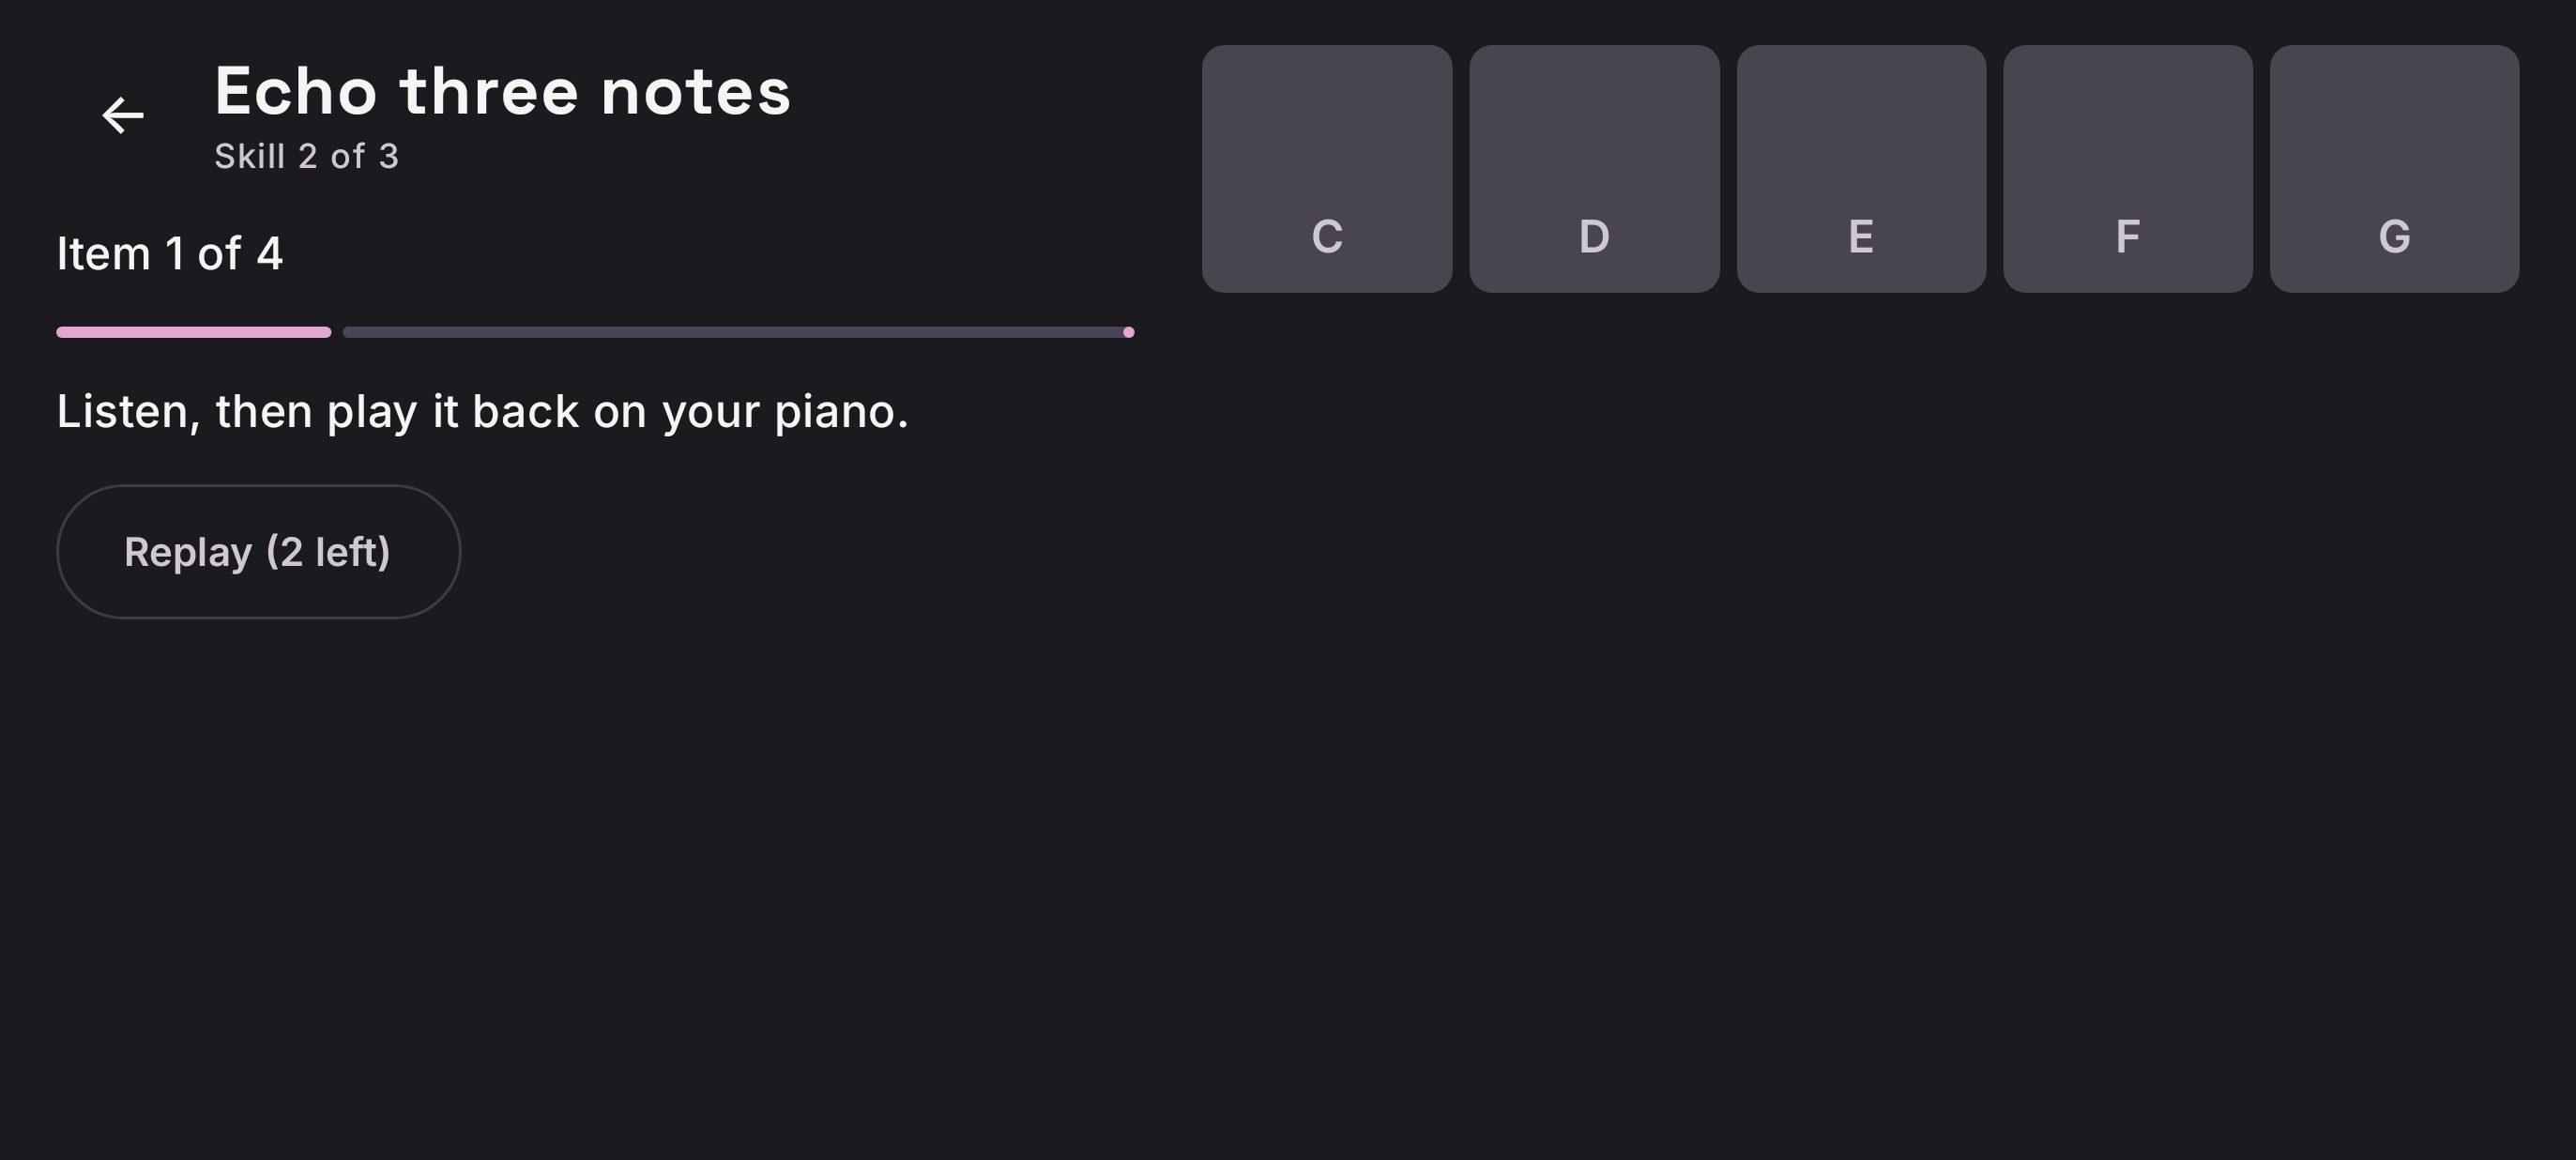 Echo three notes
Skill 2 of 3
Item 1 of 4
Listen, then play it back on your piano.
Replay (2 left)
C D E F G